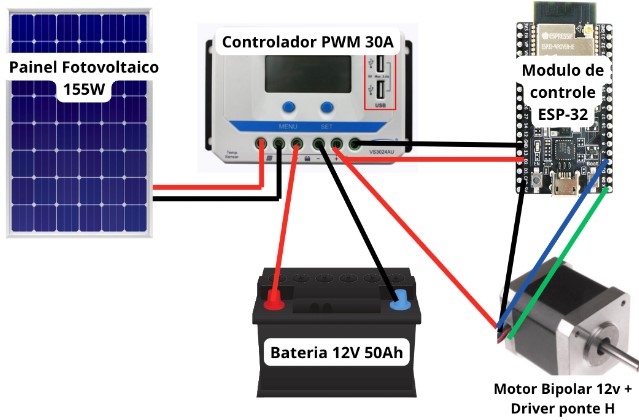 Painel Fotovoltaico
155W
Controlador PWM 30A
USB
MENU
SET
VS3024AU
Modulo de
controle
ESP-32
Bateria 12V 50Ah
Motor Bipolar 12v +
Driver ponte H